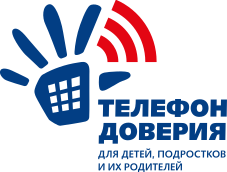 ТЕЛЕФОН
ДОВЕРИЯ
ДЛЯ ДЕТЕЙ, ПОДРОСТКОВ
И ИХ РОДИТЕЛЕЙ